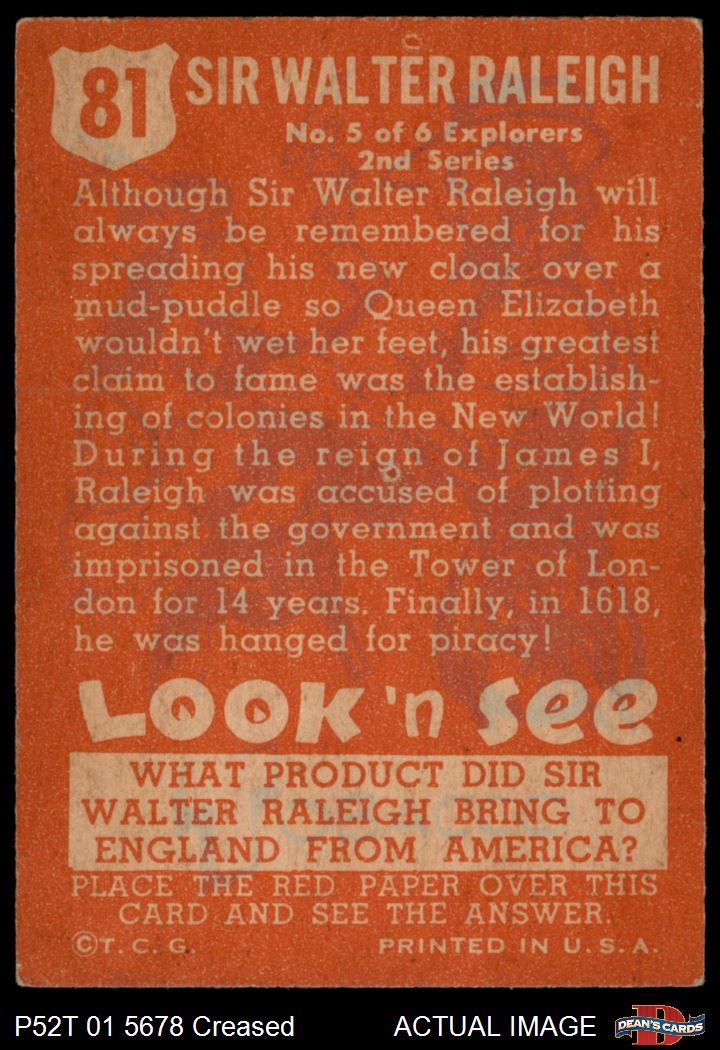 81 SIR WALTER RALEIGH
No. 5 of 6 Explorers
2nd Series
Although Sir Walter Raleigh will
always be remembered for his
spreading his new cloak over a
mud-puddle so Queen Elizabeth
wouldn't wet her feet, his greatest
claim to fame was the establish-
ing of colonies in the New World!
During the reign of James I,
Raleigh was accused of plotting
against the government and was
imprisoned in the Tower of Lon-
don for 14 years. Finally, in 1618,
he was hanged for piracy!
LOOK 'n See
WHAT PRODUCT DID SIR
WALTER RALEIGH BRING TO
ENGLAND FROM AMERICA?
PLACE THE RED PAPER OVER THIS
CARD AND SEE THE ANSWER.
©T. C. G. PRINTED IN U. S. A.
P52T 01 5678 Creased ACTUAL IMAGE D DEAN'S CARDS